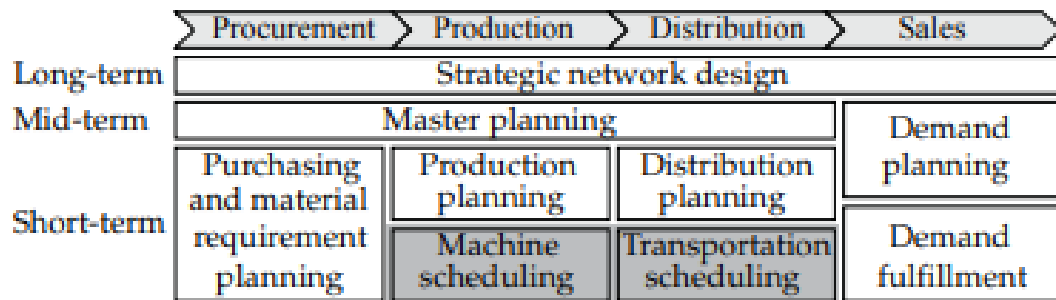 Procurement Production Distribution Sales
Long-term Strategic network design
Mid-term Master planning
Demand
planning
Short-term
Purchasing
and material
requirement
planning
Production
planning
Distribution
planning
Machine
scheduling
Transportation
scheduling
Demand
fulfillment